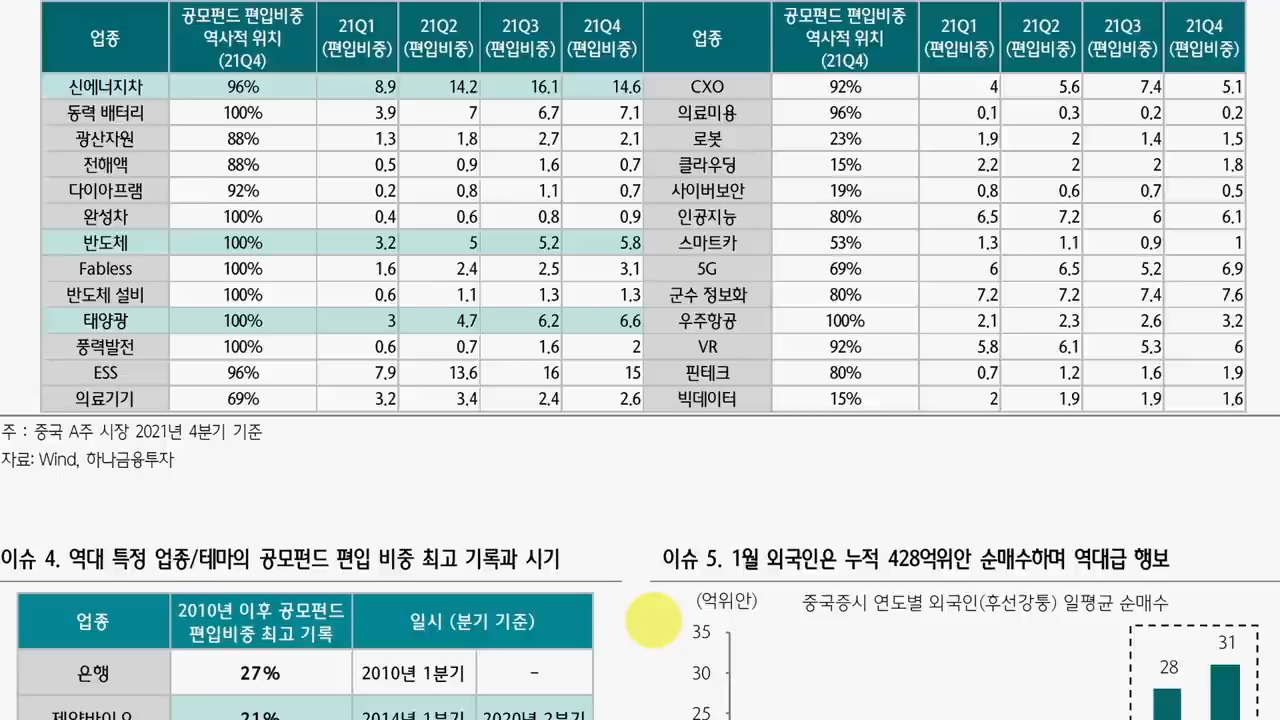 업종 공모펀드 편입비중 역사적 위치 (21Q4) 21Q1 (편입비중) 21Q2 (편입비중) 21Q3 (편입비중) 21Q4 (편입비중) 업종 공모펀드 편입비중 역사적 위치 (21Q4) 21Q1 (편입비중) 21Q2 (편입비중) 21Q3 (편입비중) 21Q4 (편입비중)
신에너지차 96% 8.9 14.2 16.1 14.6 CXO 92% 4 5.6 7.4 5.1
동력 배터리 100% 3.9 7 6.7 7.1 의료미용 96% 0.1 0.3 0.2 0.2
광산자원 88% 1.3 1.8 2.7 2.1 로봇 23% 1.9 2 1.4 1.5
전해액 88% 0.5 0.9 1.6 0.7 클라우딩 15% 2.2 2 2 1.8
다이아프램 92% 0.2 0.8 1.1 0.7 사이버보안 19% 0.8 0.6 0.7 0.5
완성차 100% 0.4 0.6 0.8 0.9 인공지능 80% 6.5 7.2 6 6.1
반도체 100% 3.2 5 5.2 5.8 스마트카 53% 1.3 1.1 0.9 1
Fabless 100% 1.6 2.4 2.5 3.1 5G 69% 6 6.5 5.2 6.9
반도체 설비 100% 0.6 1.1 1.3 1.3 군수 정보화 80% 7.2 7.2 7.4 7.6
태양광 100% 3 4.7 6.2 6.6 우주항공 100% 2.1 2.3 2.6 3.2
풍력발전 100% 0.6 0.7 1.6 2 VR 92% 5.8 6.1 5.3 6
ESS 96% 7.9 13.6 16 15 핀테크 80% 0.7 1.2 1.6 1.9
의료기기 69% 3.2 3.4 2.4 2.6 빅데이터 15% 2 1.9 1.9 1.6
주 : 중국 A주 시장 2021년 4분기 기준
자료: Wind, 하나금융투자
이슈 4. 역대 특정 업종/테마의 공모펀드 편입 비중 최고 기록과 시기
업종 2010년 이후 공모펀드 편입비중 최고 기록 일시 (분기 기준)
은행 27% 2010년 1분기 -
제약바이오 21% 2014년 1분기 2020년 2분기
이슈 5. 1월 외국인은 누적 428억위안 순매수하며 역대급 행보
(억위안) 중국증시 연도별 외국인(후선강퉁) 일평균 순매수
35
31
30
28
25